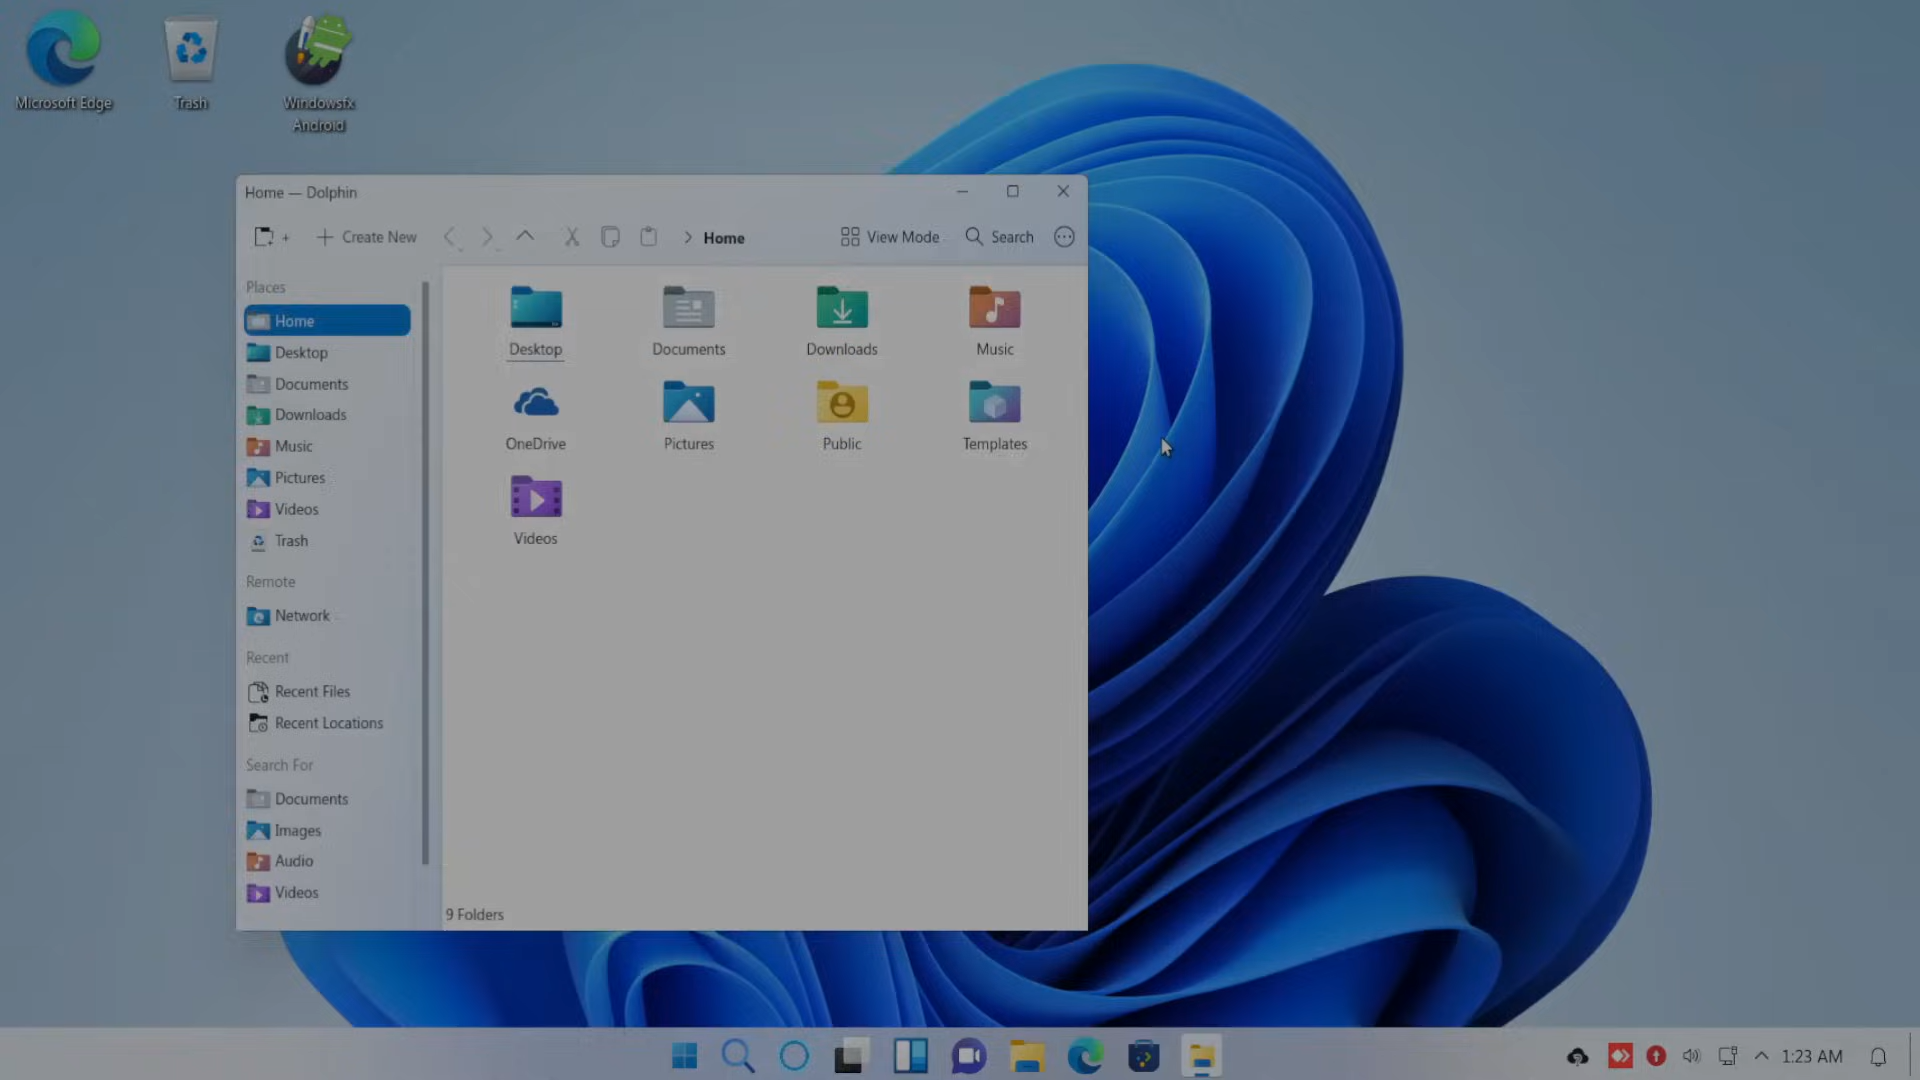 Microsoft Edge
Trash
Windowsfx
Android
Home — Dolphin
Create New
Home
View Mode
Search
Places
Home
Desktop
Documents
Downloads
Music
Pictures
Videos
Trash
Remote
Network
Recent
Recent Files
Recent Locations
Search For
Documents
Images
Audio
Videos
Desktop
Documents
Downloads
Music
OneDrive
Pictures
Public
Templates
Videos
9 Folders
1:23 AM